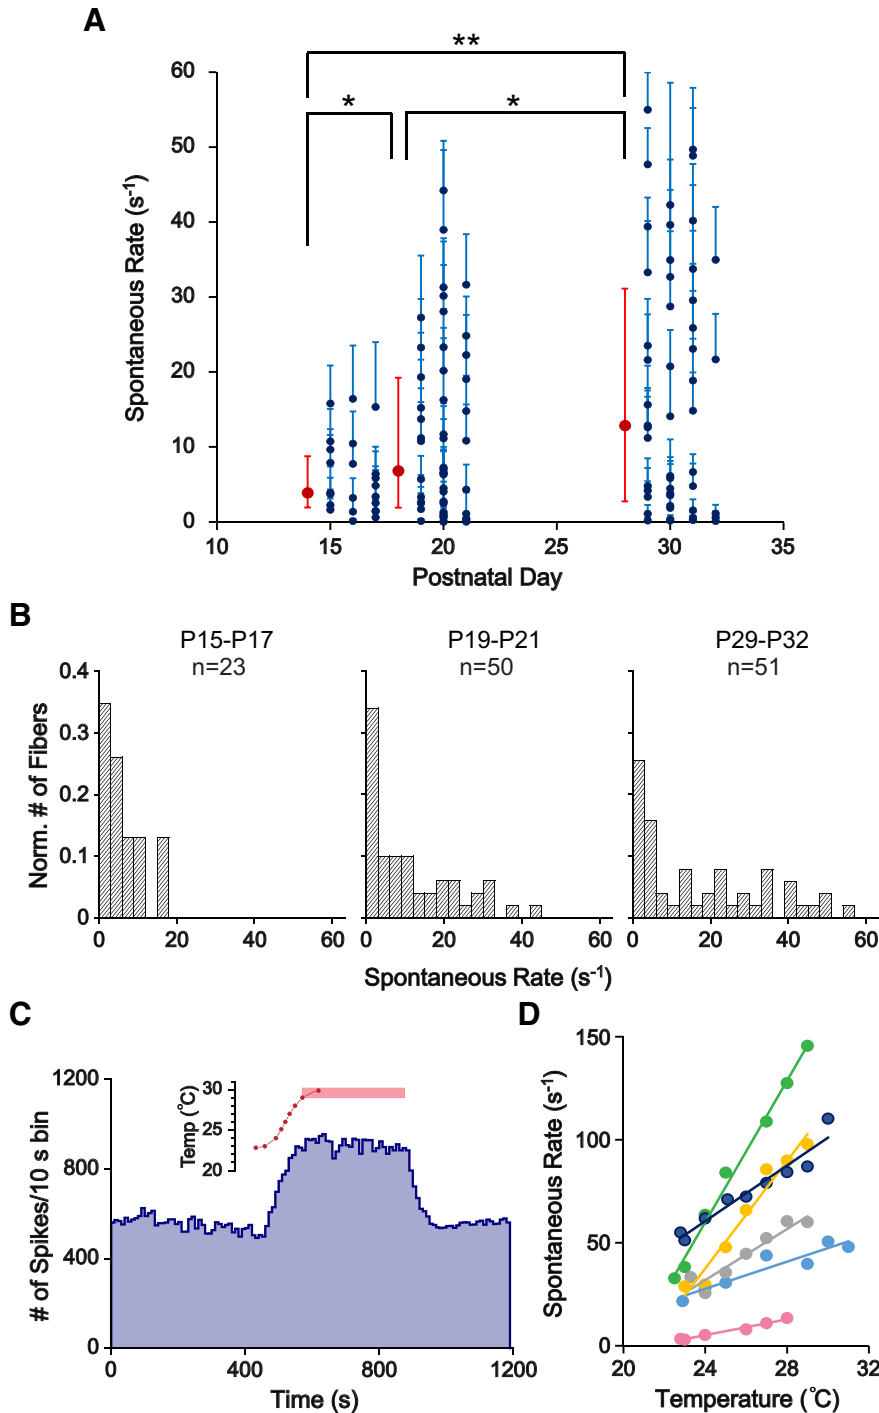 A
**
*
*
60
50
40
30
20
10
0
Spontaneous Rate (s-1)
10
15
20
25
30
35
Postnatal Day
B
P15-P17
n=23
P19-P21
n=50
P29-P32
n=51
0.4
0.3
0.2
0.1
0
Norm. # of Fibers
0
20
40
60
0
20
40
60
0
20
40
60
Spontaneous Rate (s-1)
C
1200
800
400
0
# of Spikes/10 s bin
30
25
20
Temp (°C)
0
400
800
1200
Time (s)
D
150
100
50
0
Spontaneous Rate (s-1)
20
24
28
32
Temperature (°C)